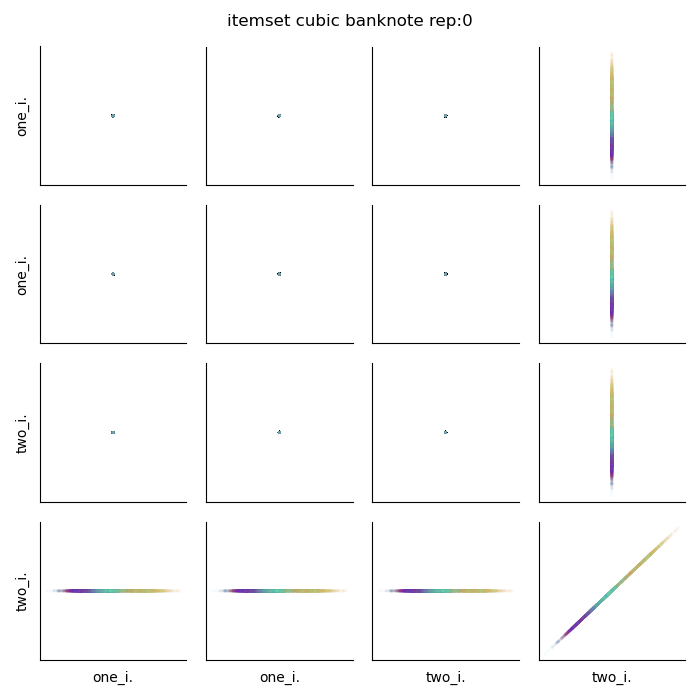 itemset cubic banknote rep:0
one_i.
one_i.
two_i.
two_i.
one_i.
one_i.
two_i.
two_i.